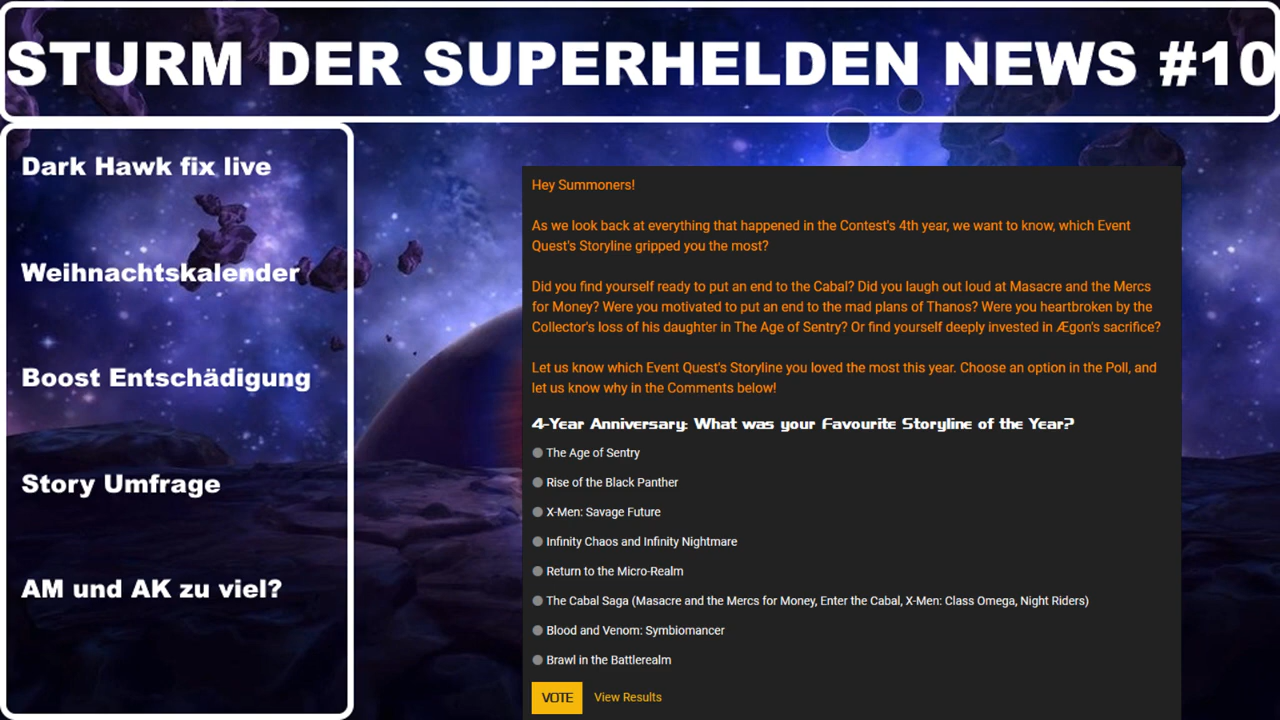 STURM DER SUPERHELDEN NEWS #10
Dark Hawk fix live
Weihnachtskalender
Boost Entschädigung
Story Umfrage
AM und AK zu viel?
Hey Summoners!
As we look back at everything that happened in the Contest's 4th year, we want to know, which Event
Quest's Storyline gripped you the most?
Did you find yourself ready to put an end to the Cabal? Did you laugh out loud at Masacre and the Mercs
for Money? Were you motivated to put an end to the mad plans of Thanos? Were you heartbroken by the
Collector's loss of his daughter in The Age of Sentry? Or find yourself deeply invested in Ægon's sacrifice?
Let us know which Event Quest's Storyline you loved the most this year. Choose an option in the Poll, and
let us know why in the Comments below!
4-Year Anniversary: What was your Favourite Storyline of the Year?
The Age of Sentry
Rise of the Black Panther
X-Men: Savage Future
Infinity Chaos and Infinity Nightmare
Return to the Micro-Realm
The Cabal Saga (Masacre and the Mercs for Money, Enter the Cabal, X-Men: Class Omega, Night Riders)
Blood and Venom: Symbiomancer
Brawl in the Battlerealm
VOTE View Results